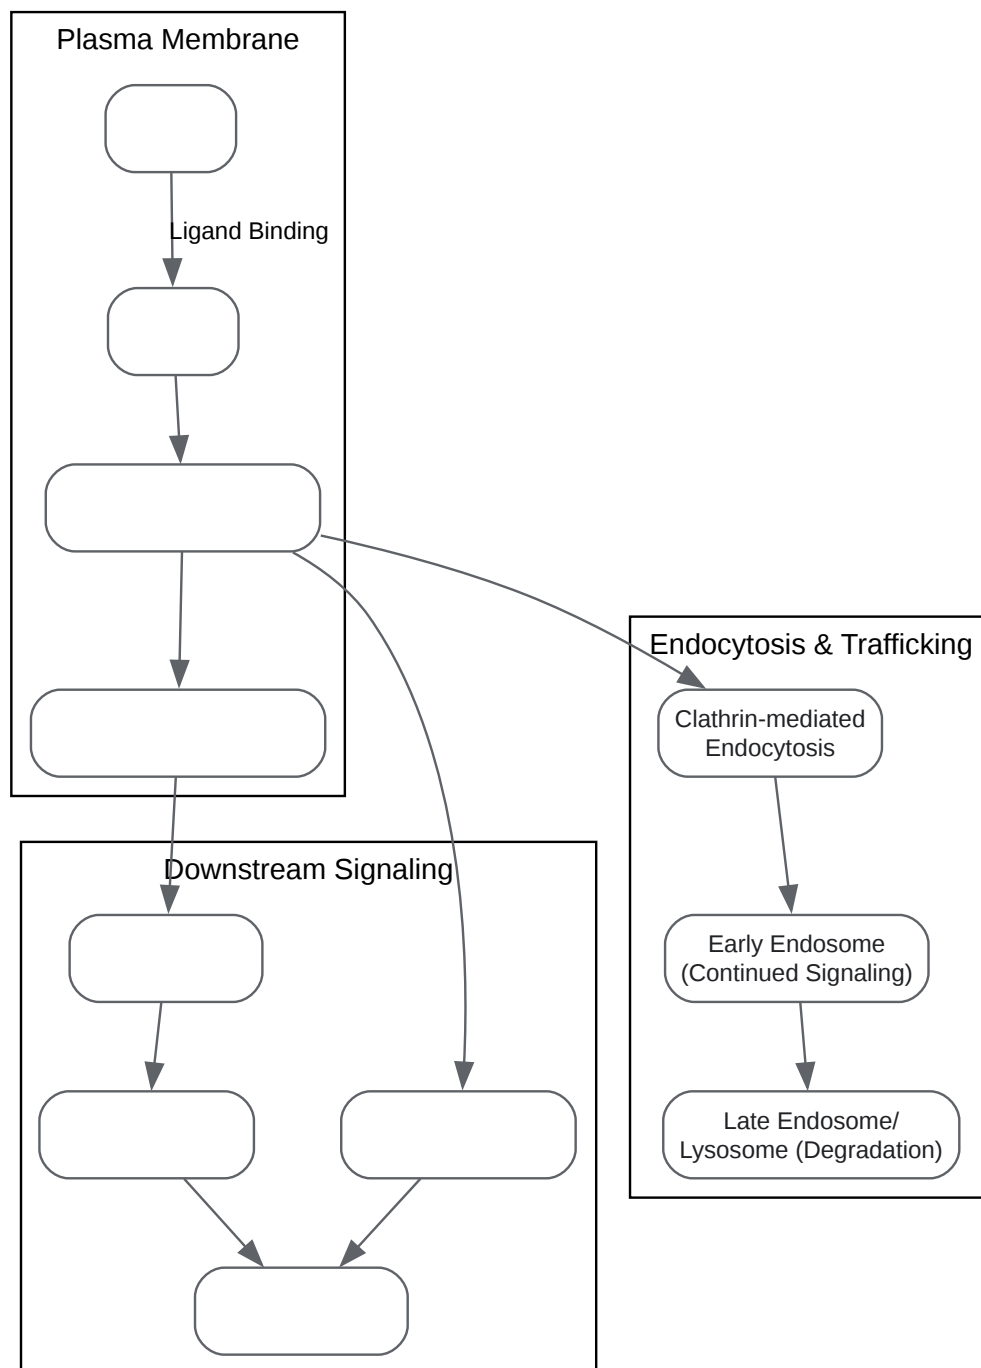 Plasma Membrane
Ligand Binding
Endocytosis & Trafficking
Clathrin-mediated
Endocytosis
Downstream Signaling
Early Endosome
(Continued Signaling)
Late Endosome/
Lysosome (Degradation)